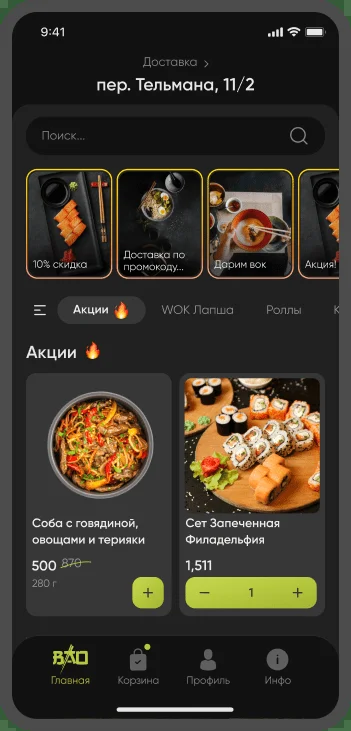 9:41
Доставка >
пер. Тельмана, 11/2
Поиск...
10% скидка
Доставка по
промокоду...
Дарим вок
Акция!
Акции 🔥
WOK Лапша
Роллы
К
Акции 🔥
Соба с говядиной,
овощами и терияки
500 870
280 г
+
Сет Запеченная
Филадельфия
1,511
− 1 +
ВАО
Главная
Корзина
Профиль
Инфо